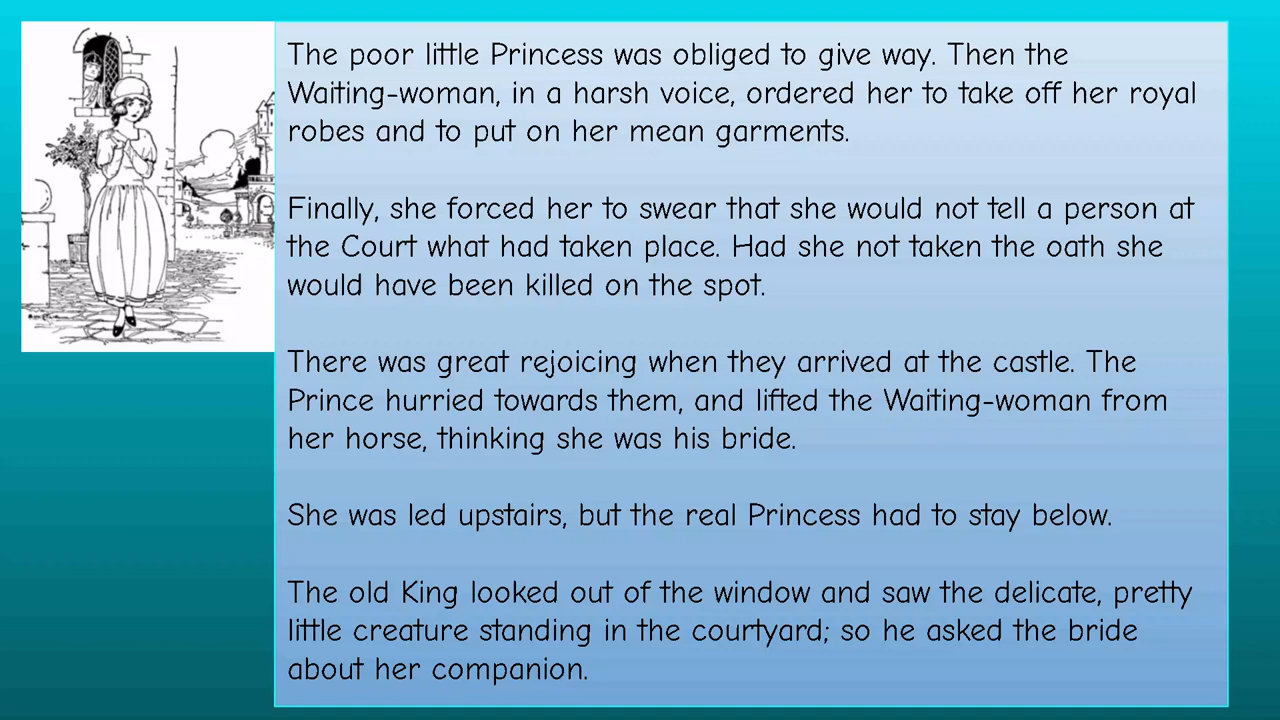 The poor little Princess was obliged to give way. Then the
Waiting-woman, in a harsh voice, ordered her to take off her royal
robes and to put on her mean garments.
Finally, she forced her to swear that she would not tell a person at
the Court what had taken place. Had she not taken the oath she
would have been killed on the spot.
There was great rejoicing when they arrived at the castle. The
Prince hurried towards them, and lifted the Waiting-woman from
her horse, thinking she was his bride.
She was led upstairs, but the real Princess had to stay below.
The old King looked out of the window and saw the delicate, pretty
little creature standing in the courtyard; so he asked the bride
about her companion.